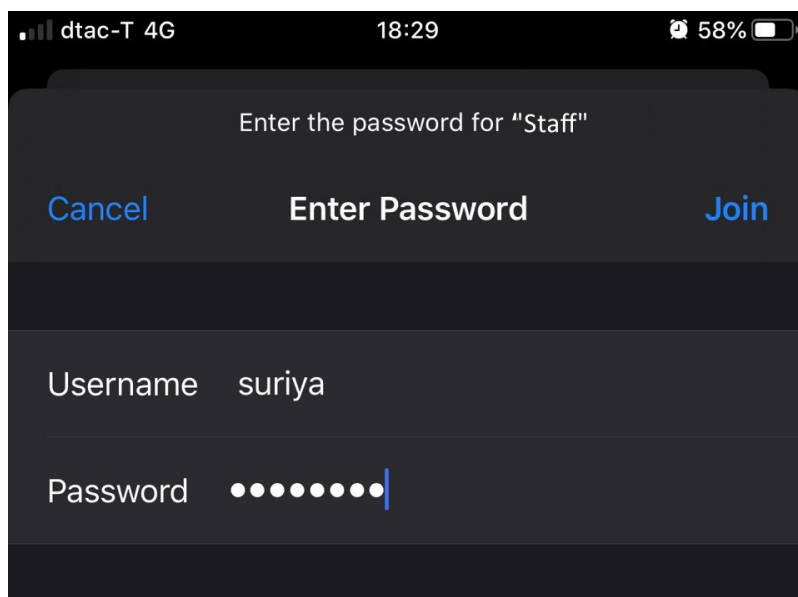 dtac-T 4G 18:29 58%
Enter the password for "Staff"
Cancel Enter Password Join
Username suriya
Password ••••••••